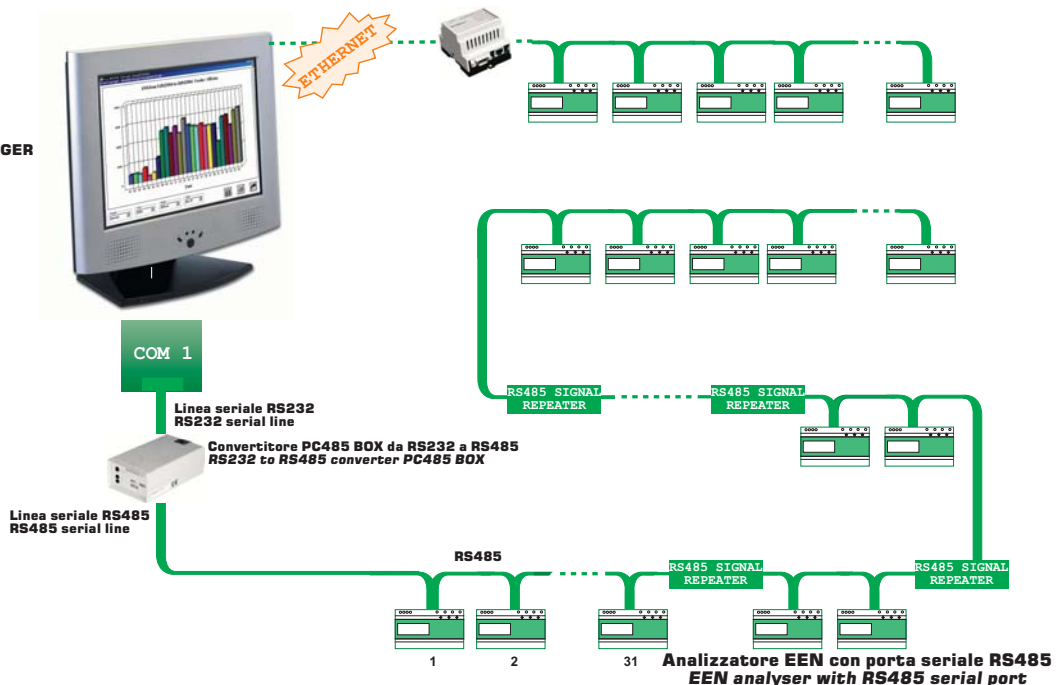 ETHERNET
GER
COM 1
Linea seriale RS232
RS232 serial line
Convertitore PC485 BOX da RS232 a RS485
RS232 to RS485 converter PC485 BOX
Linea seriale RS485
RS485 serial line
RS485 SIGNAL
REPEATER
RS485 SIGNAL
REPEATER
RS485
RS485 SIGNAL
REPEATER
RS485 SIGNAL
REPEATER
1
2
31
Analizzatore EEN con porta seriale RS485
EEN analyser with RS485 serial port